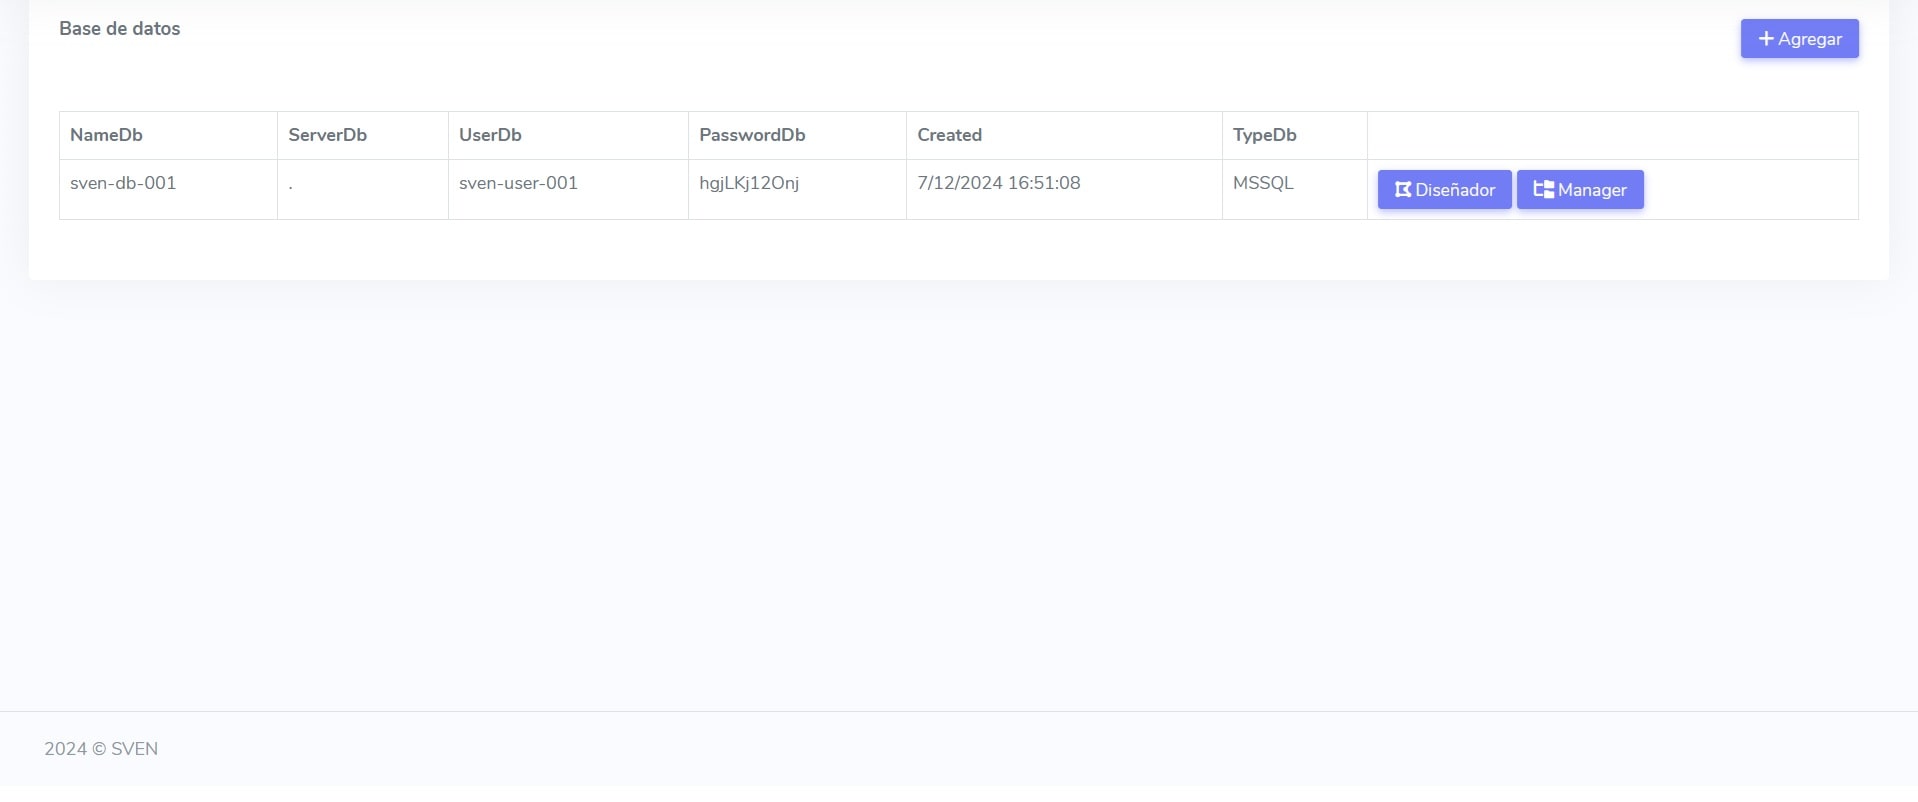 Base de datos
Agregar
NameDb ServerDb UserDb PasswordDb Created TypeDb
sven-db-001 . sven-user-001 hgjLKj12Onj 7/12/2024 16:51:08 MSSQL Diseñador Manager
2024 © SVEN